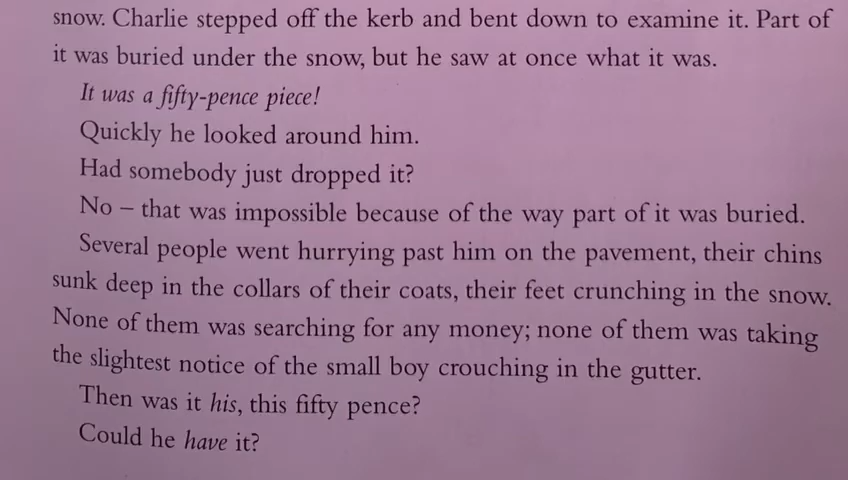 snow. Charlie stepped off the kerb and bent down to examine it. Part of
it was buried under the snow, but he saw at once what it was.
It was a fifty-pence piece!
Quickly he looked around him.
Had somebody just dropped it?
No – that was impossible because of the way part of it was buried.
Several people went hurrying past him on the pavement, their chins
sunk deep in the collars of their coats, their feet crunching in the snow.
None of them was searching for any money; none of them was taking
the slightest notice of the small boy crouching in the gutter.
Then was it his, this fifty pence?
Could he have it?